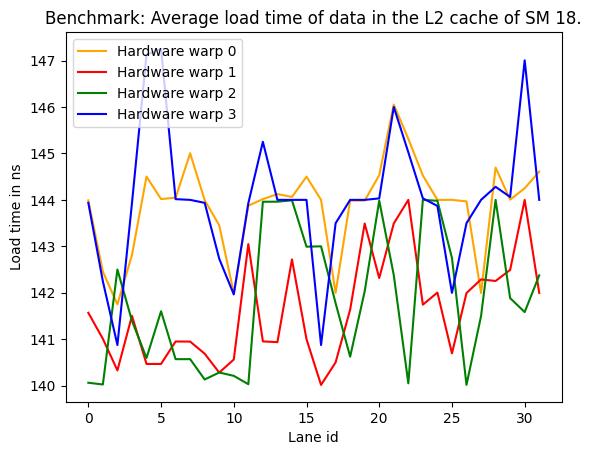 Benchmark: Average load time of data in the L2 cache of SM 18.
Hardware warp 0
Hardware warp 1
Hardware warp 2
Hardware warp 3
147
146
145
144
143
142
141
140
Load time in ns
0 5 10 15 20 25 30
Lane id